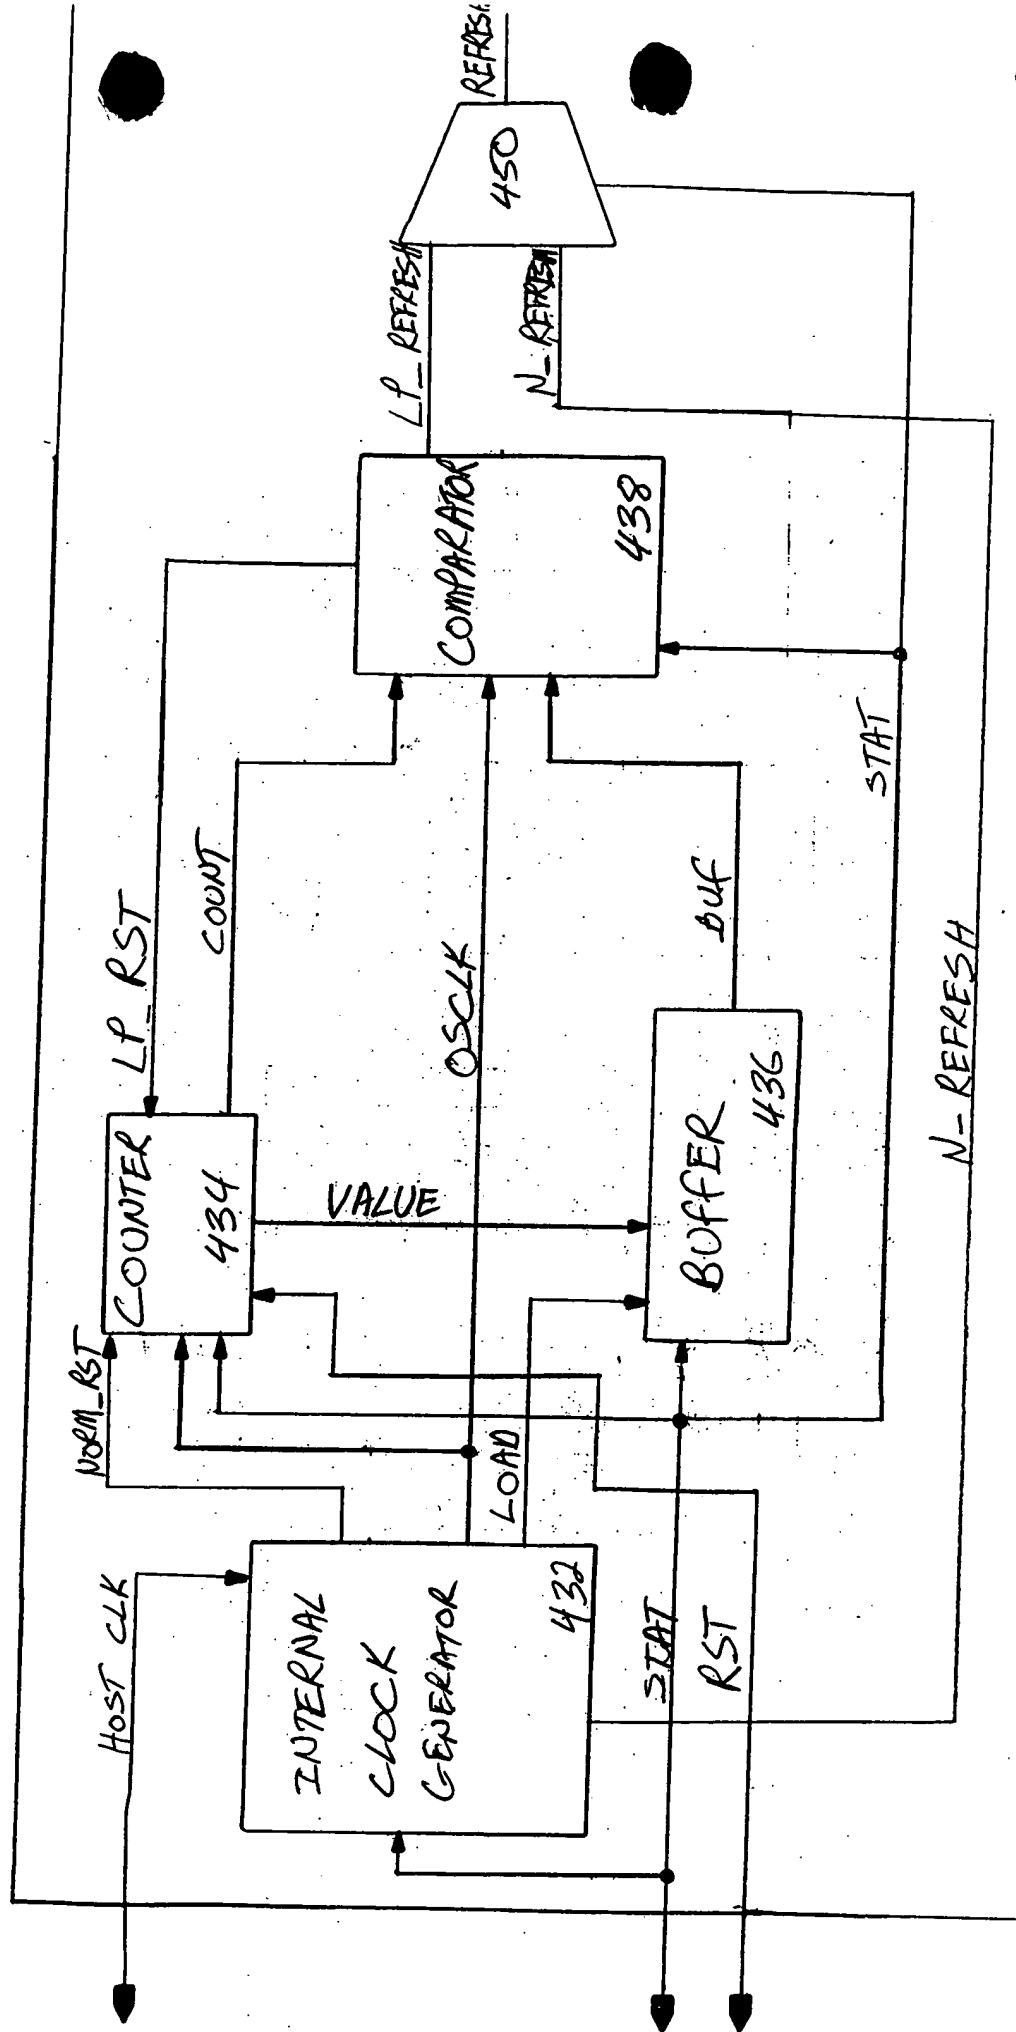 HOST CLK
NORM_RST
INTERNAL
CLOCK
GENERATOR
432
STAT
RST
LOAD
COUNTER
434
VALUE
BUFFER
436
LP_RST
COUNT
OSCLK
BUF
N-REFRESH
STAT
COMPARATOR
438
LP_REFRESH
N_REFRESH
450
REFRESH